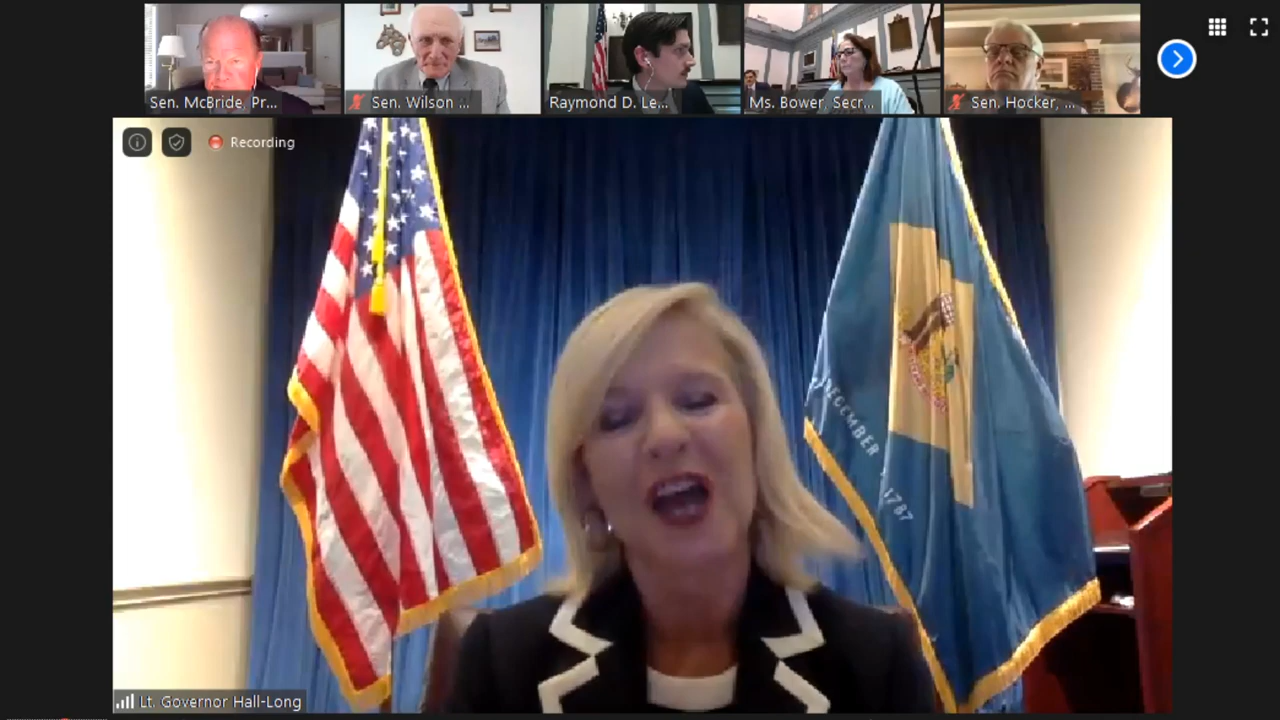 Sen. McBride, Pr...
Sen. Wilson ...
Raymond D. Le...
Ms. Bower, Secr...
Sen. Hocker, ...
Recording
DECEMBER 7, 1787
Lt. Governor Hall-Long